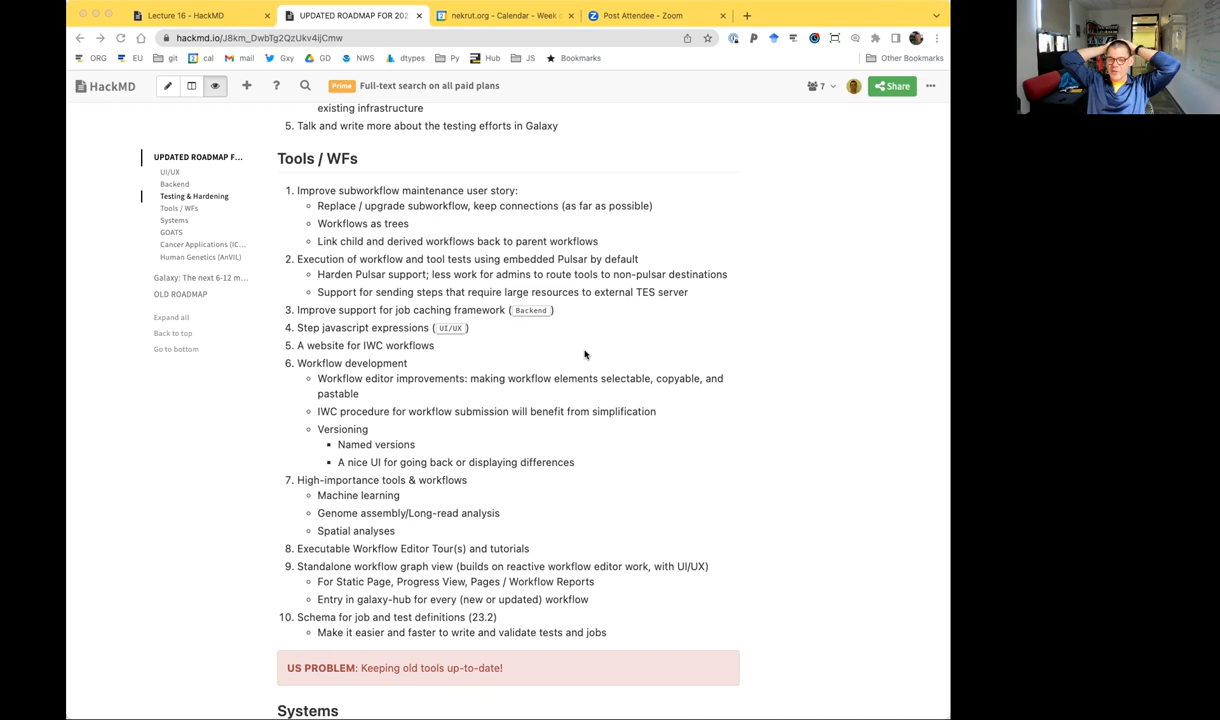 Lecture 16 - HackMD
UPDATED ROADMAP FOR 202
nekrut.org - Calendar - Week o
Post Attendee - Zoom
hackmd.io/J8km_DwbTg2QzUkv4ijCmw
ORG
EU
git
cal
mail
Gxy
GD
NWS
dtypes
Py
Hub
JS
Bookmarks
Other Bookmarks
HackMD
Prime Full-text search on all paid plans
7
Share
UPDATED ROADMAP F...
UI/UX
Backend
Testing & Hardening
Tools / WFs
Systems
GOATS
Cancer Applications (IC...
Human Genetics (AnVIL)
Galaxy: The next 6-12 m...
OLD ROADMAP
Expand all
Back to top
Go to bottom
existing infrastructure
5. Talk and write more about the testing efforts in Galaxy
Tools / WFs
1. Improve subworkflow maintenance user story:
Replace / upgrade subworkflow, keep connections (as far as possible)
Workflows as trees
Link child and derived workflows back to parent workflows
2. Execution of workflow and tool tests using embedded Pulsar by default
Harden Pulsar support; less work for admins to route tools to non-pulsar destinations
Support for sending steps that require large resources to external TES server
3. Improve support for job caching framework ( Backend )
4. Step javascript expressions ( UI/UX )
5. A website for IWC workflows
6. Workflow development
Workflow editor improvements: making workflow elements selectable, copyable, and
pastable
IWC procedure for workflow submission will benefit from simplification
Versioning
Named versions
A nice UI for going back or displaying differences
7. High-importance tools & workflows
Machine learning
Genome assembly/Long-read analysis
Spatial analyses
8. Executable Workflow Editor Tour(s) and tutorials
9. Standalone workflow graph view (builds on reactive workflow editor work, with UI/UX)
For Static Page, Progress View, Pages / Workflow Reports
Entry in galaxy-hub for every (new or updated) workflow
10. Schema for job and test definitions (23.2)
Make it easier and faster to write and validate tests and jobs
US PROBLEM: Keeping old tools up-to-date!
Systems